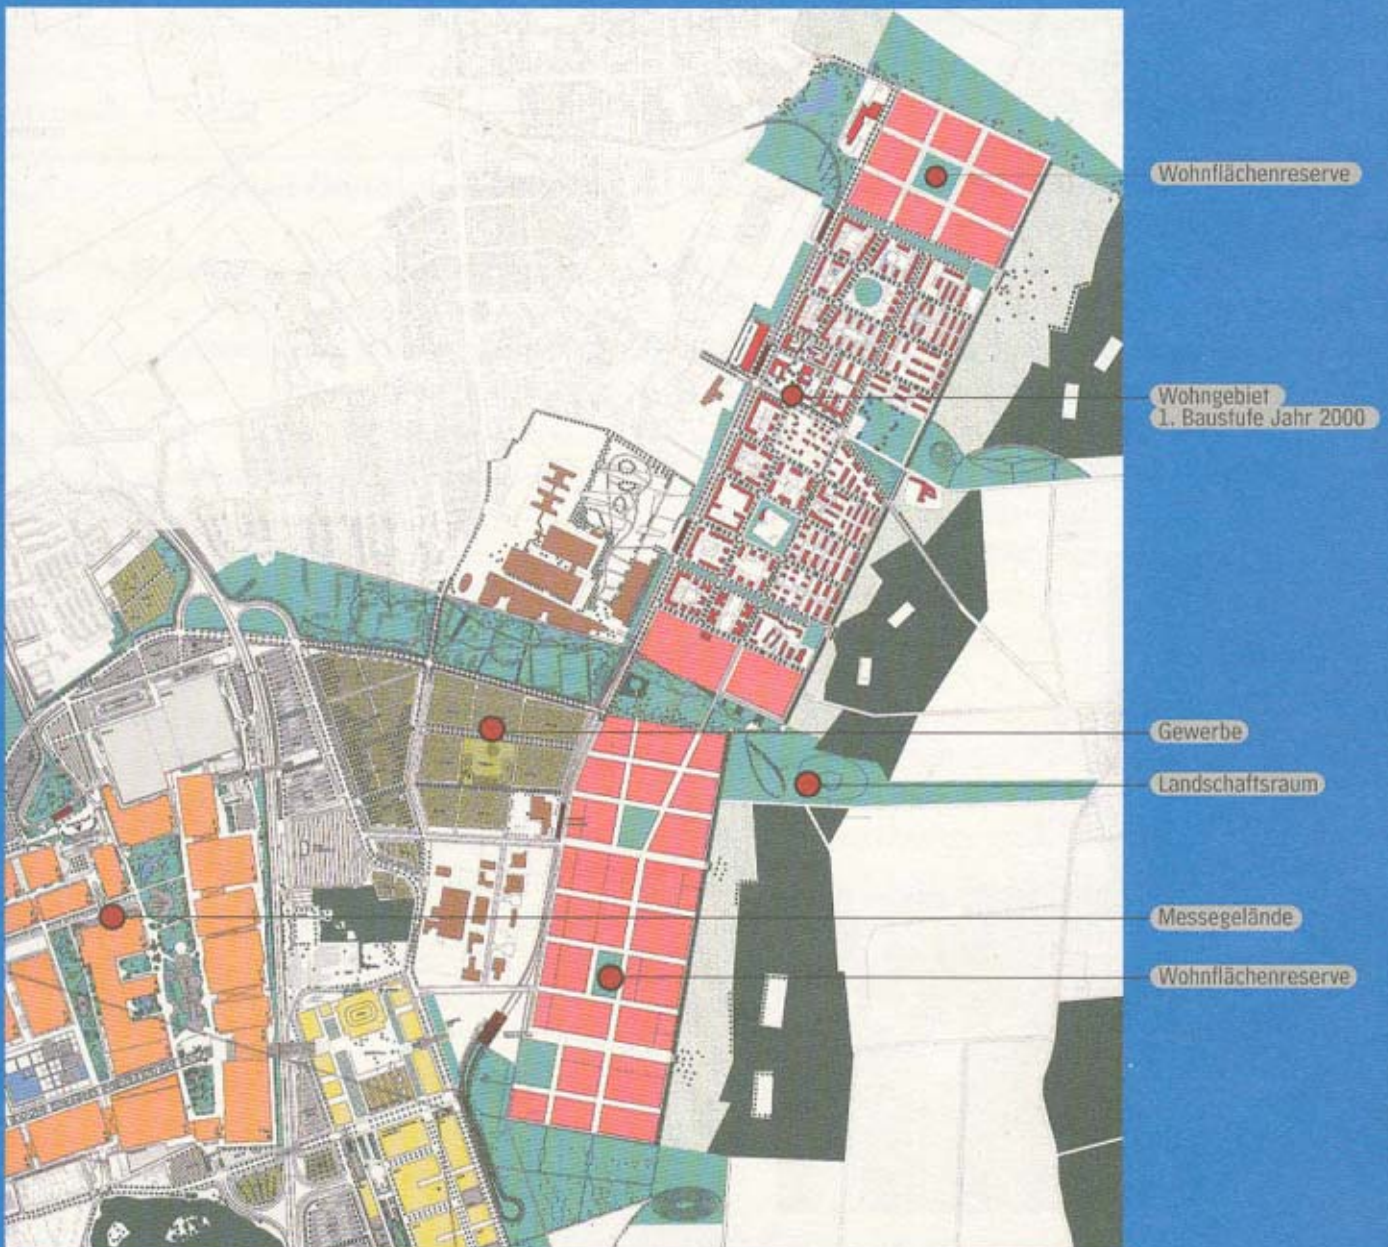 Wohnflächenreserve
Wohngebiet
1. Baustufe Jahr 2000
Gewerbe
Landschaftsraum
Messegelände
Wohnflächenreserve